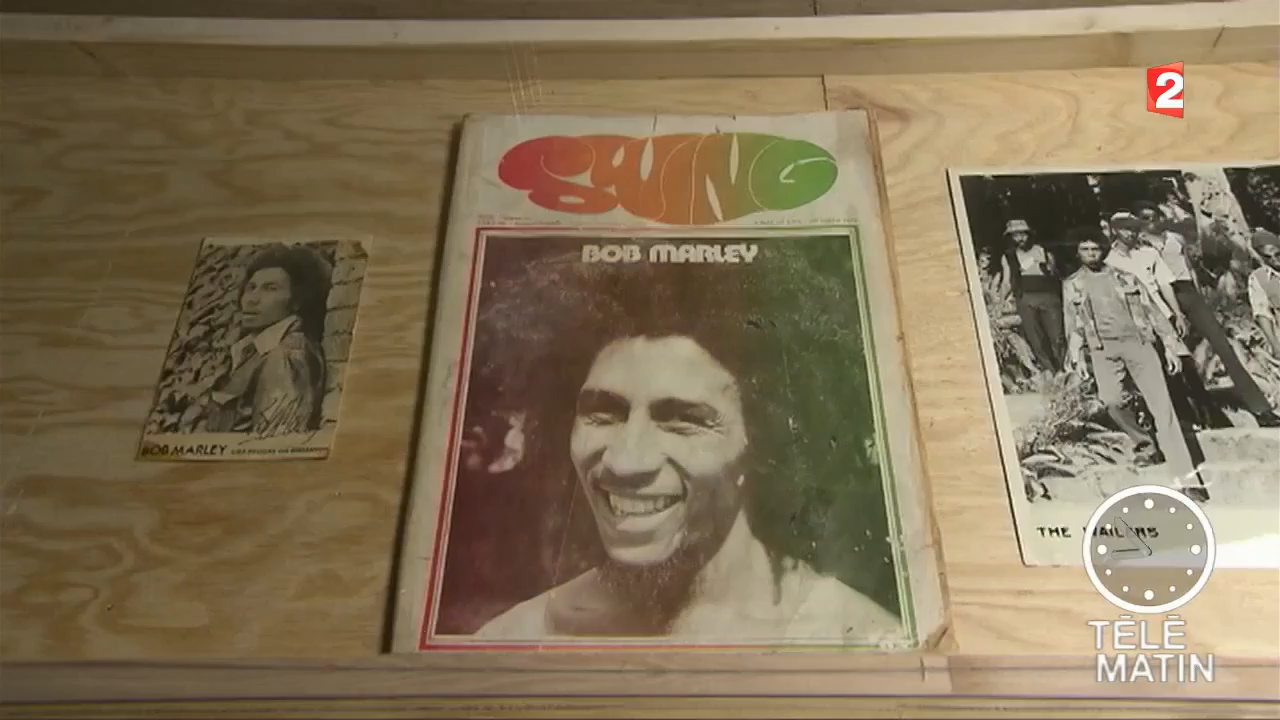 2
SWING
BOB MARLEY
BOB MARLEY
THE WAILERS
TÉLÉ
MATIN